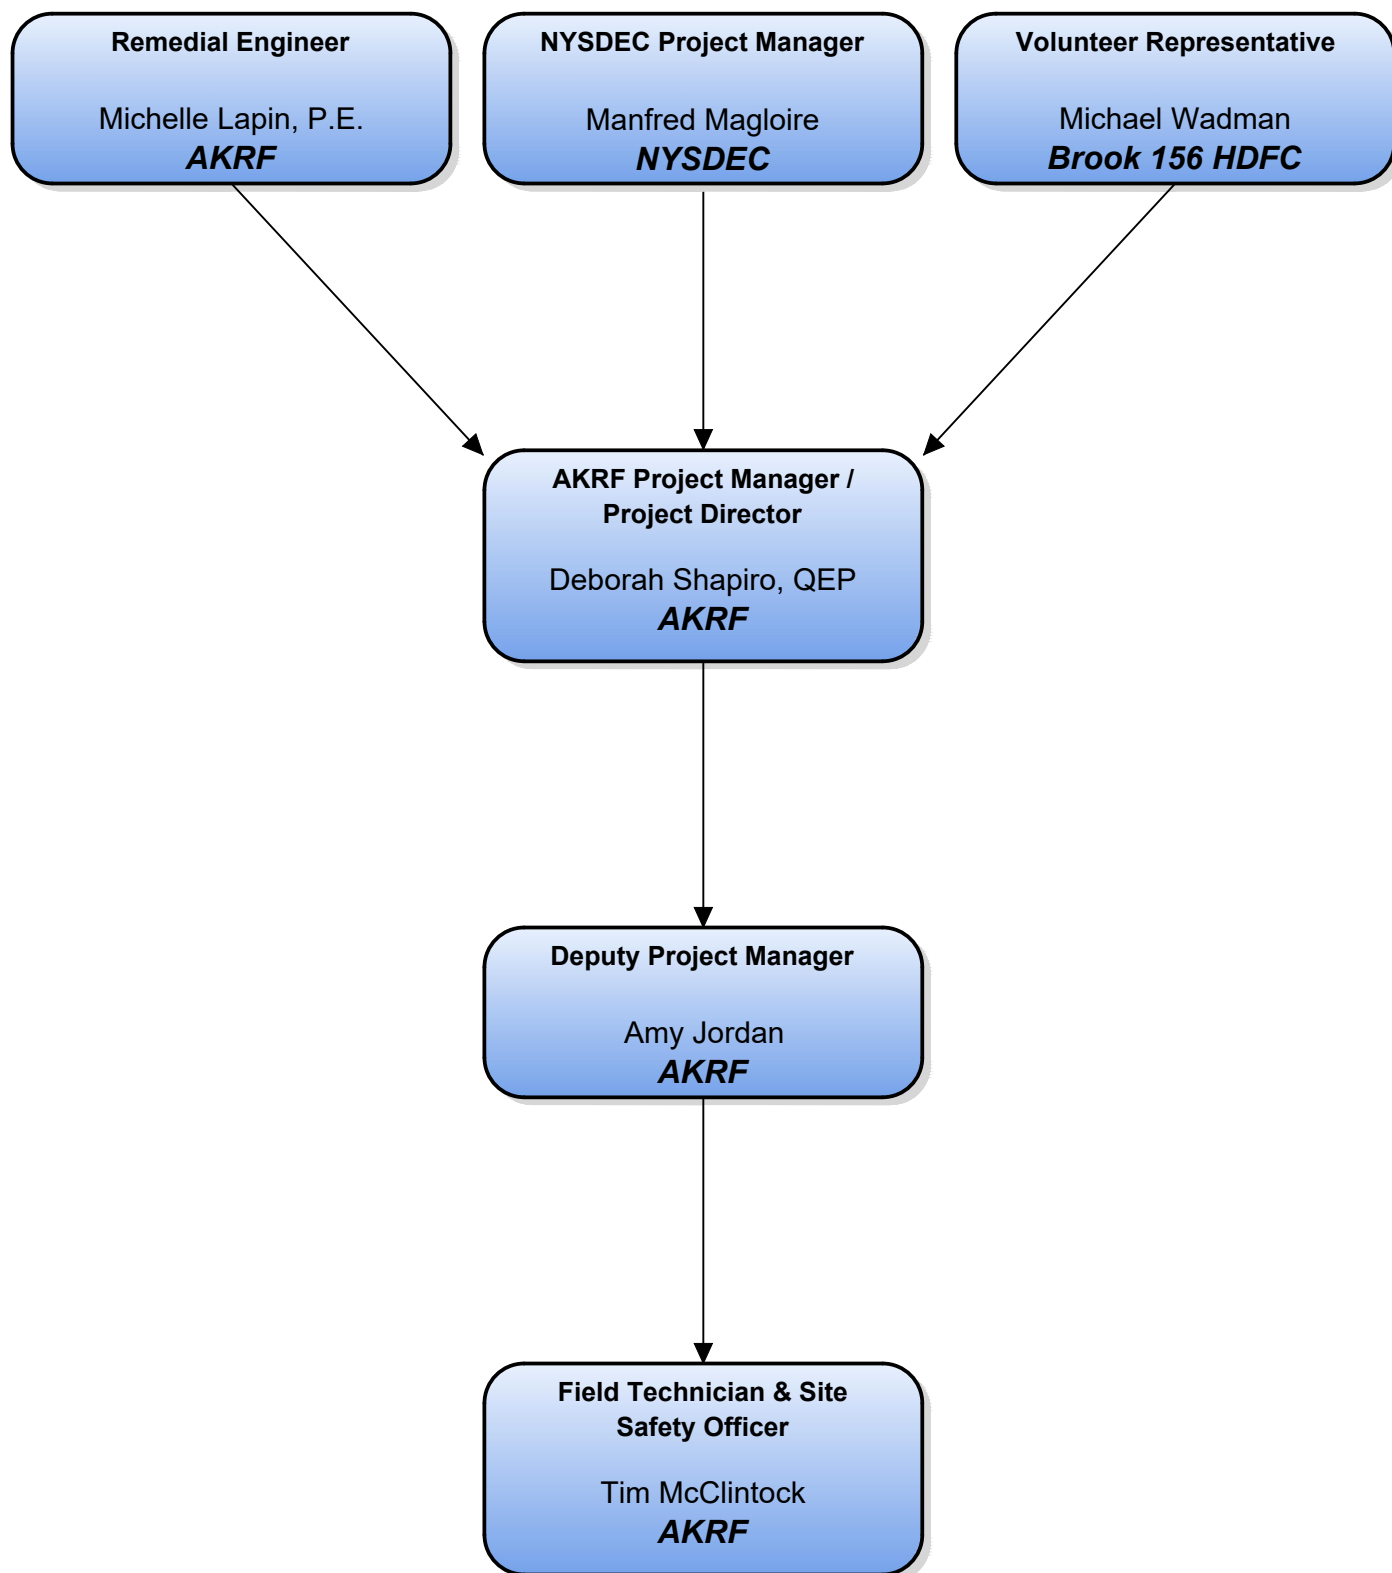 Remedial Engineer
Michelle Lapin, P.E.
AKRF
NYSDEC Project Manager
Manfred Magloire
NYSDEC
Volunteer Representative
Michael Wadman
Brook 156 HDFC
AKRF Project Manager /
Project Director
Deborah Shapiro, QEP
AKRF
Deputy Project Manager
Amy Jordan
AKRF
Field Technician & Site
Safety Officer
Tim McClintock
AKRF